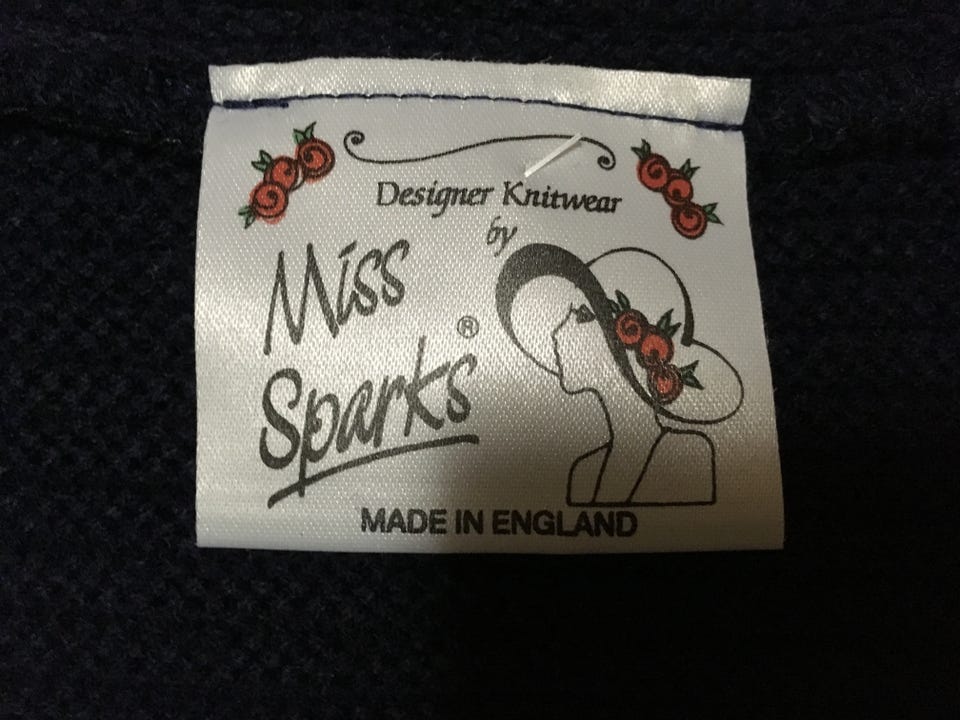 Designer Knitwear
by
Miss
Sparks®
MADE IN ENGLAND